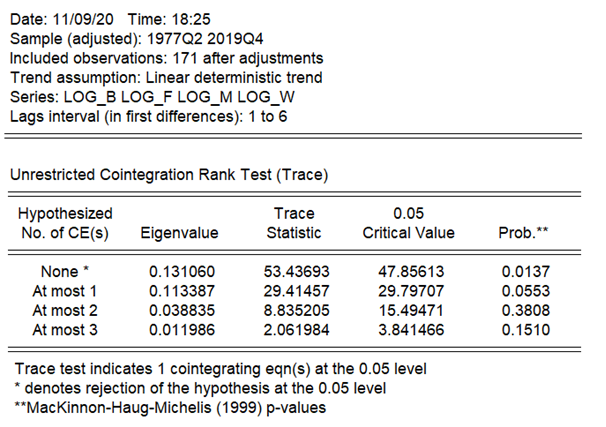 Date: 11/09/20 Time: 18:25
Sample (adjusted): 1977Q2 2019Q4
Included observations: 171 after adjustments
Trend assumption: Linear deterministic trend
Series: LOG_B LOG_F LOG_M LOG_W
Lags interval (in first differences): 1 to 6
Unrestricted Cointegration Rank Test (Trace)
Hypothesized Trace 0.05
No. of CE(s) Eigenvalue Statistic Critical Value Prob.**
None * 0.131060 53.43693 47.85613 0.0137
At most 1 0.113387 29.41457 29.79707 0.0553
At most 2 0.038835 8.835205 15.49471 0.3808
At most 3 0.011986 2.061984 3.841466 0.1510
Trace test indicates 1 cointegrating eqn(s) at the 0.05 level
* denotes rejection of the hypothesis at the 0.05 level
**MacKinnon-Haug-Michelis (1999) p-values